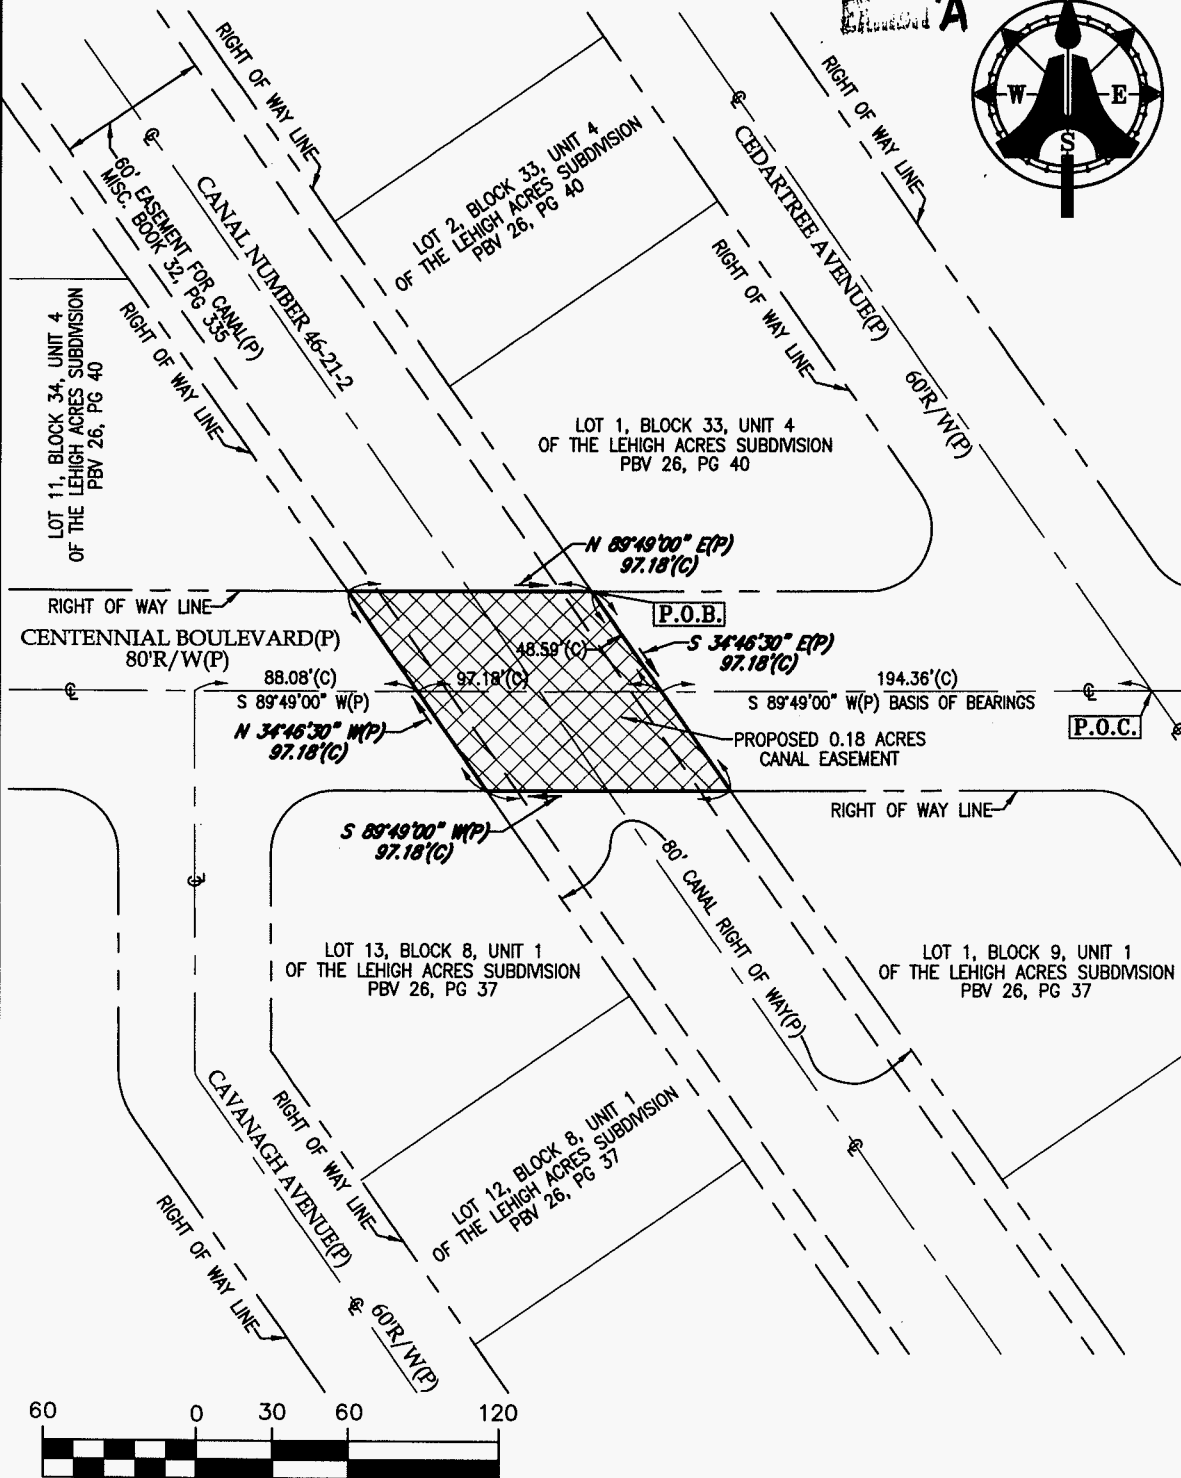 A
W
E
S
RIGHT OF WAY LINE
RIGHT OF WAY LINE
LOT 2, BLOCK 33, UNIT 4
OF THE LEHIGH ACRES SUBDIVISION
PBV 26, PG 40
℄
CEDARTREE AVENUE(P)
60'R/W(P)
℄
60' EASEMENT FOR CANAL(P)
MISC. BOOK 32, PG 335
CANAL NUMBER 46-21-2
RIGHT OF WAY LINE
RIGHT OF WAY LINE
LOT 11, BLOCK 34, UNIT 4
OF THE LEHIGH ACRES SUBDIVISION
PBV 26, PG 40
LOT 1, BLOCK 33, UNIT 4
OF THE LEHIGH ACRES SUBDIVISION
PBV 26, PG 40
N 89°49'00" E(P)
97.18'(C)
RIGHT OF WAY LINE
P.O.B.
CENTENNIAL BOULEVARD(P)
80'R/W(P)
48.59'(C)
S 34°46'30" E(P)
97.18'(C)
℄
88.08'(C)
S 89°49'00" W(P)
97.18'(C)
194.36'(C)
S 89°49'00" W(P) BASIS OF BEARINGS
℄
P.O.C.
℄
N 34°46'30" W(P)
97.18'(C)
PROPOSED 0.18 ACRES
CANAL EASEMENT
RIGHT OF WAY LINE
S 89°49'00" W(P)
97.18'(C)
80' CANAL RIGHT OF WAY(P)
℄
LOT 13, BLOCK 8, UNIT 1
OF THE LEHIGH ACRES SUBDIVISION
PBV 26, PG 37
LOT 1, BLOCK 9, UNIT 1
OF THE LEHIGH ACRES SUBDIVISION
PBV 26, PG 37
CAVANAGH AVENUE(P)
RIGHT OF WAY LINE
RIGHT OF WAY LINE
LOT 12, BLOCK 8, UNIT 1
OF THE LEHIGH ACRES SUBDIVISION
PBV 26, PG 37
℄
℄
60'R/W(P)
60 0 30 60 120